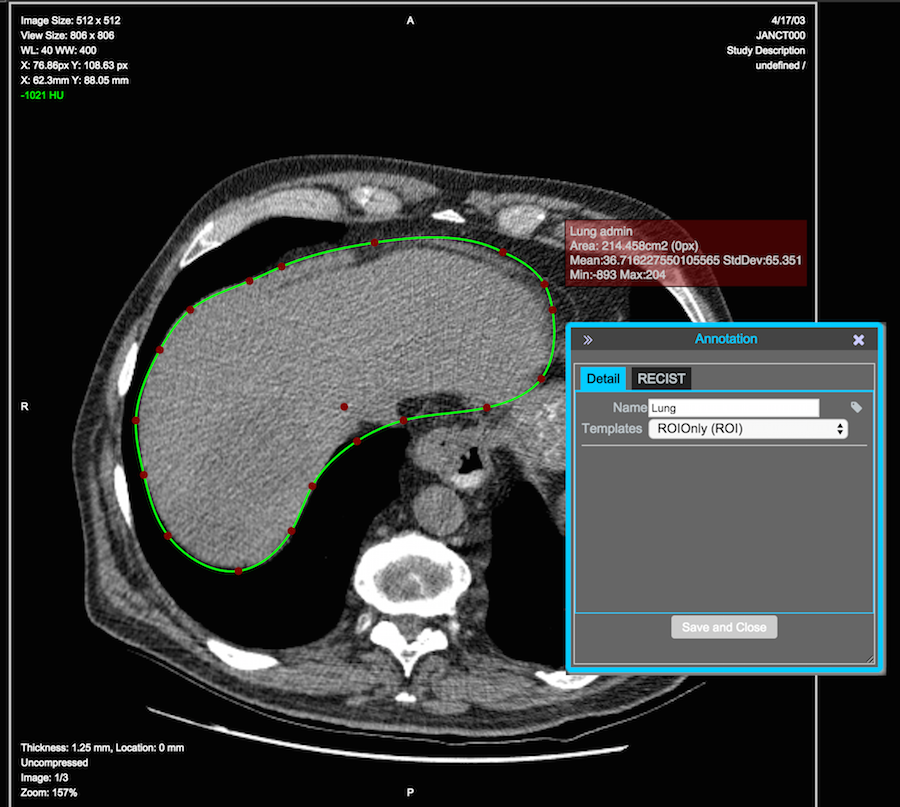 Image Size: 512 x 512
View Size: 806 x 806
WL: 40 WW: 400
X: 76.86px Y: 108.63 px
X: 62.3mm Y: 88.05 mm
-1021 HU
A
4/17/03
JANCT000
Study Description
undefined /
R
Lung admin
Area: 214.458cm2 (0px)
Mean:36.716227550105565 StdDev:65.351
Min:-893 Max:204
» Annotation ×
Detail RECIST
Name Lung
Templates ROIOnly (ROI)
Save and Close
Thickness: 1.25 mm, Location: 0 mm
Uncompressed
Image: 1/3
Zoom: 157%
P